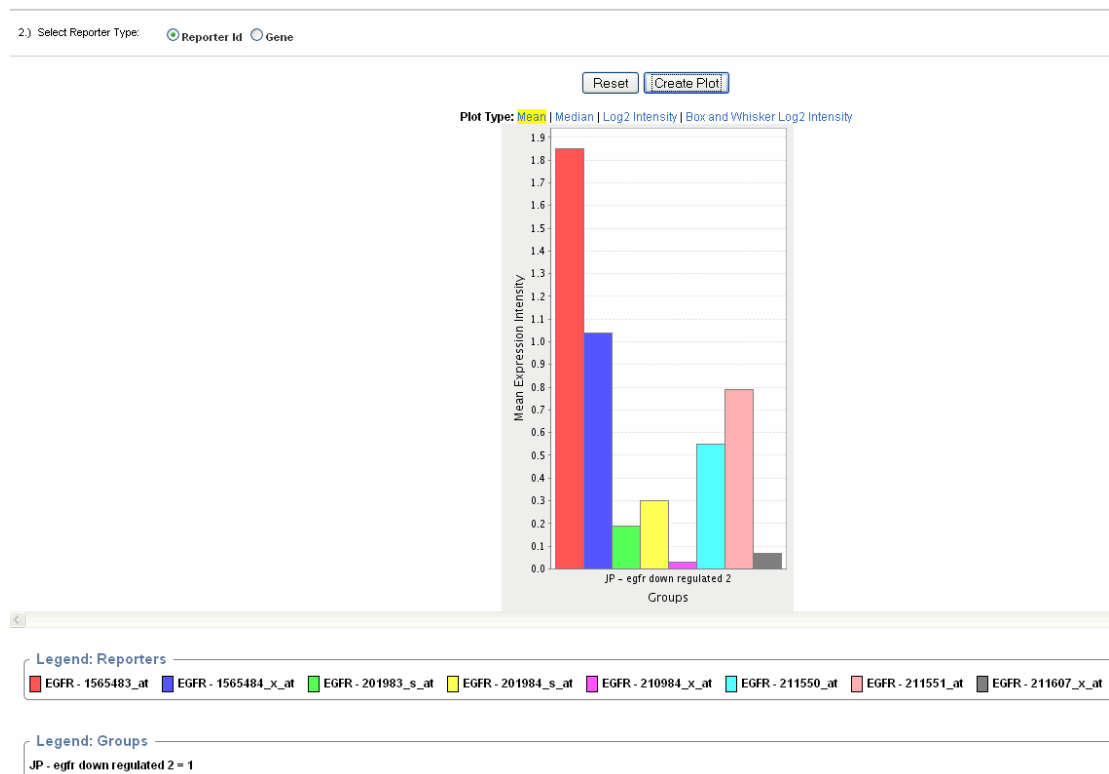 2.) Select Reporter Type: Reporter Id Gene
Reset Create Plot
Plot Type: Mean | Median | Log2 Intensity | Box and Whisker Log2 Intensity
1.9
1.8
1.7
1.6
1.5
1.4
1.3
1.2
1.1
1.0
0.9
0.8
0.7
0.6
0.5
0.4
0.3
0.2
0.1
0.0
Mean Expression Intensity
JP - egfr down regulated 2
Groups
Legend: Reporters
EGFR - 1565483_at EGFR - 1565484_x_at EGFR - 201983_s_at EGFR - 201984_s_at EGFR - 210984_x_at EGFR - 211550_at EGFR - 211551_at EGFR - 211607_x_at
Legend: Groups
JP - egfr down regulated 2 = 1